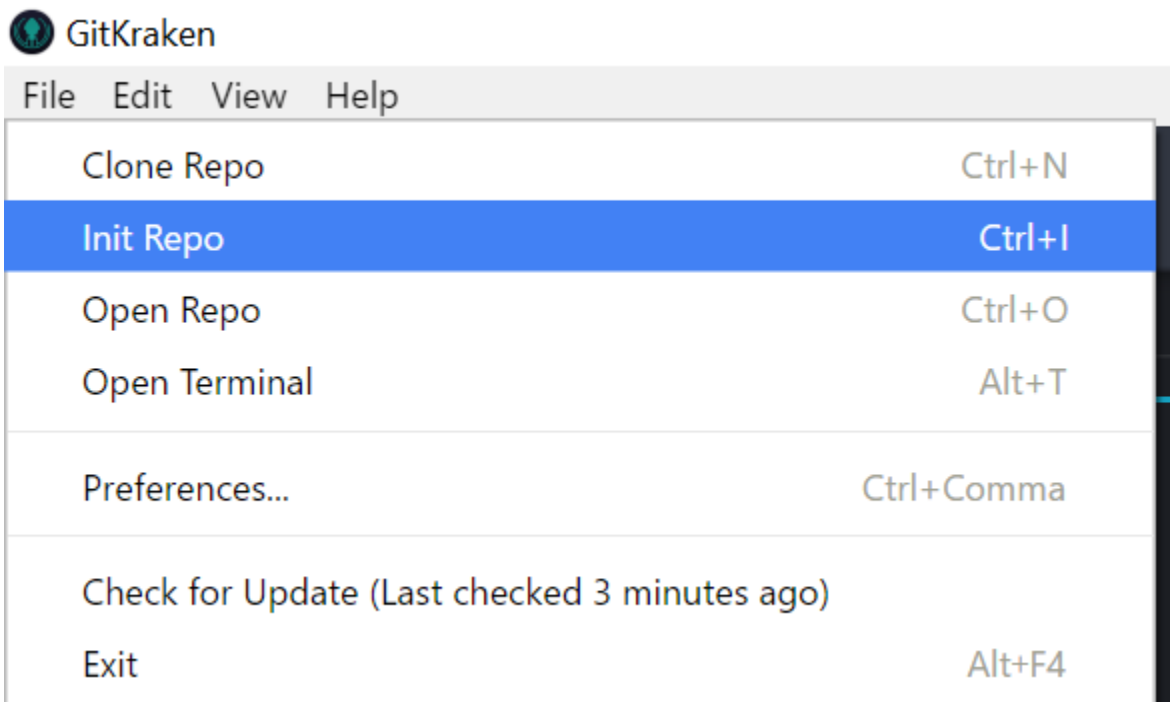 GitKraken
File Edit View Help
Clone Repo Ctrl+N
Init Repo Ctrl+I
Open Repo Ctrl+O
Open Terminal Alt+T
Preferences... Ctrl+Comma
Check for Update (Last checked 3 minutes ago)
Exit Alt+F4